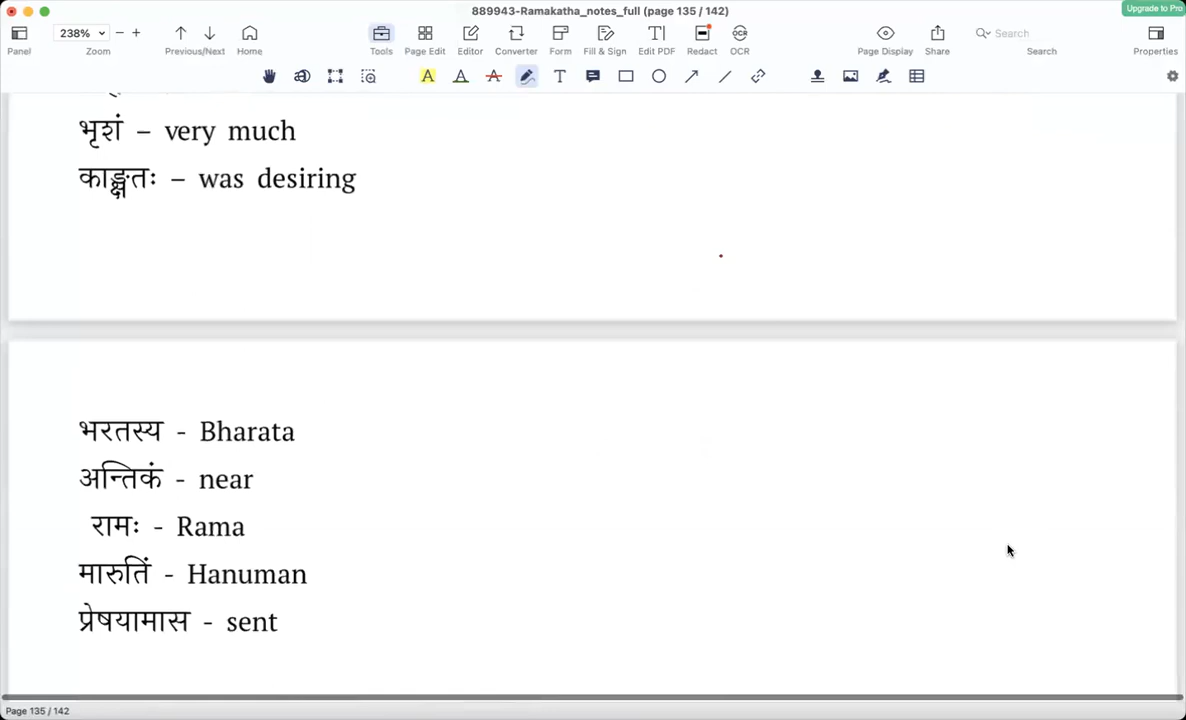 889943-Ramakatha_notes_full (page 135 / 142)
Upgrade to Pro
238%
Panel
Zoom
Previous/Next
Home
Tools
Page Edit
Editor
Converter
Form
Fill & Sign
Edit PDF
Redact
OCR
Page Display
Share
Search
Search
Properties
भृशं – very much
काङ्क्षतः – was desiring
भरतस्य - Bharata
अन्तिकं - near
रामः - Rama
मारुतिं - Hanuman
प्रेषयामास - sent
Page 135 / 142